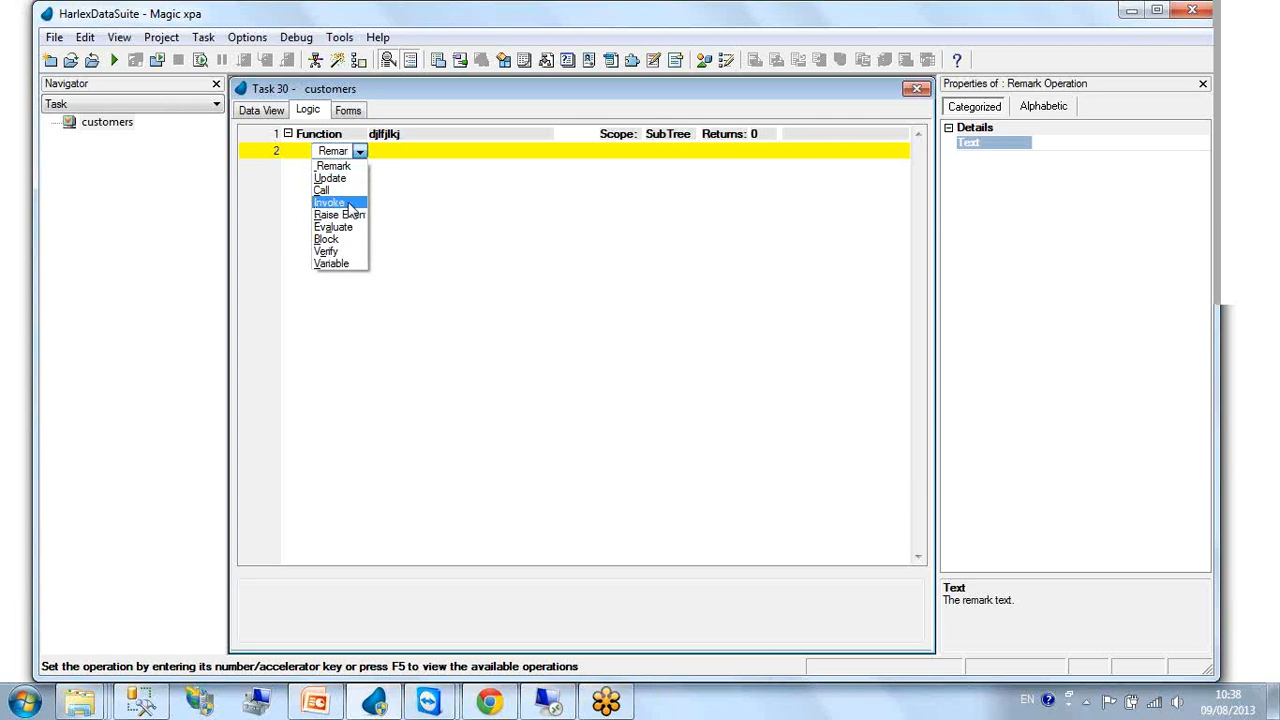 HarlexDataSuite - Magic xpa
File Edit View Project Task Options Debug Tools Help
Navigator
Task
customers
Task 30 - customers
Data View Logic Forms
1 Function djlfjlkj Scope: SubTree Returns: 0
2 Remar
Remark
Update
Call
Invoke
Raise Even
Evaluate
Block
Verify
Variable
Properties of : Remark Operation
Categorized Alphabetic
Details
Text
Text
The remark text.
Set the operation by entering its number/accelerator key or press F5 to view the available operations
EN
10:38
09/08/2013